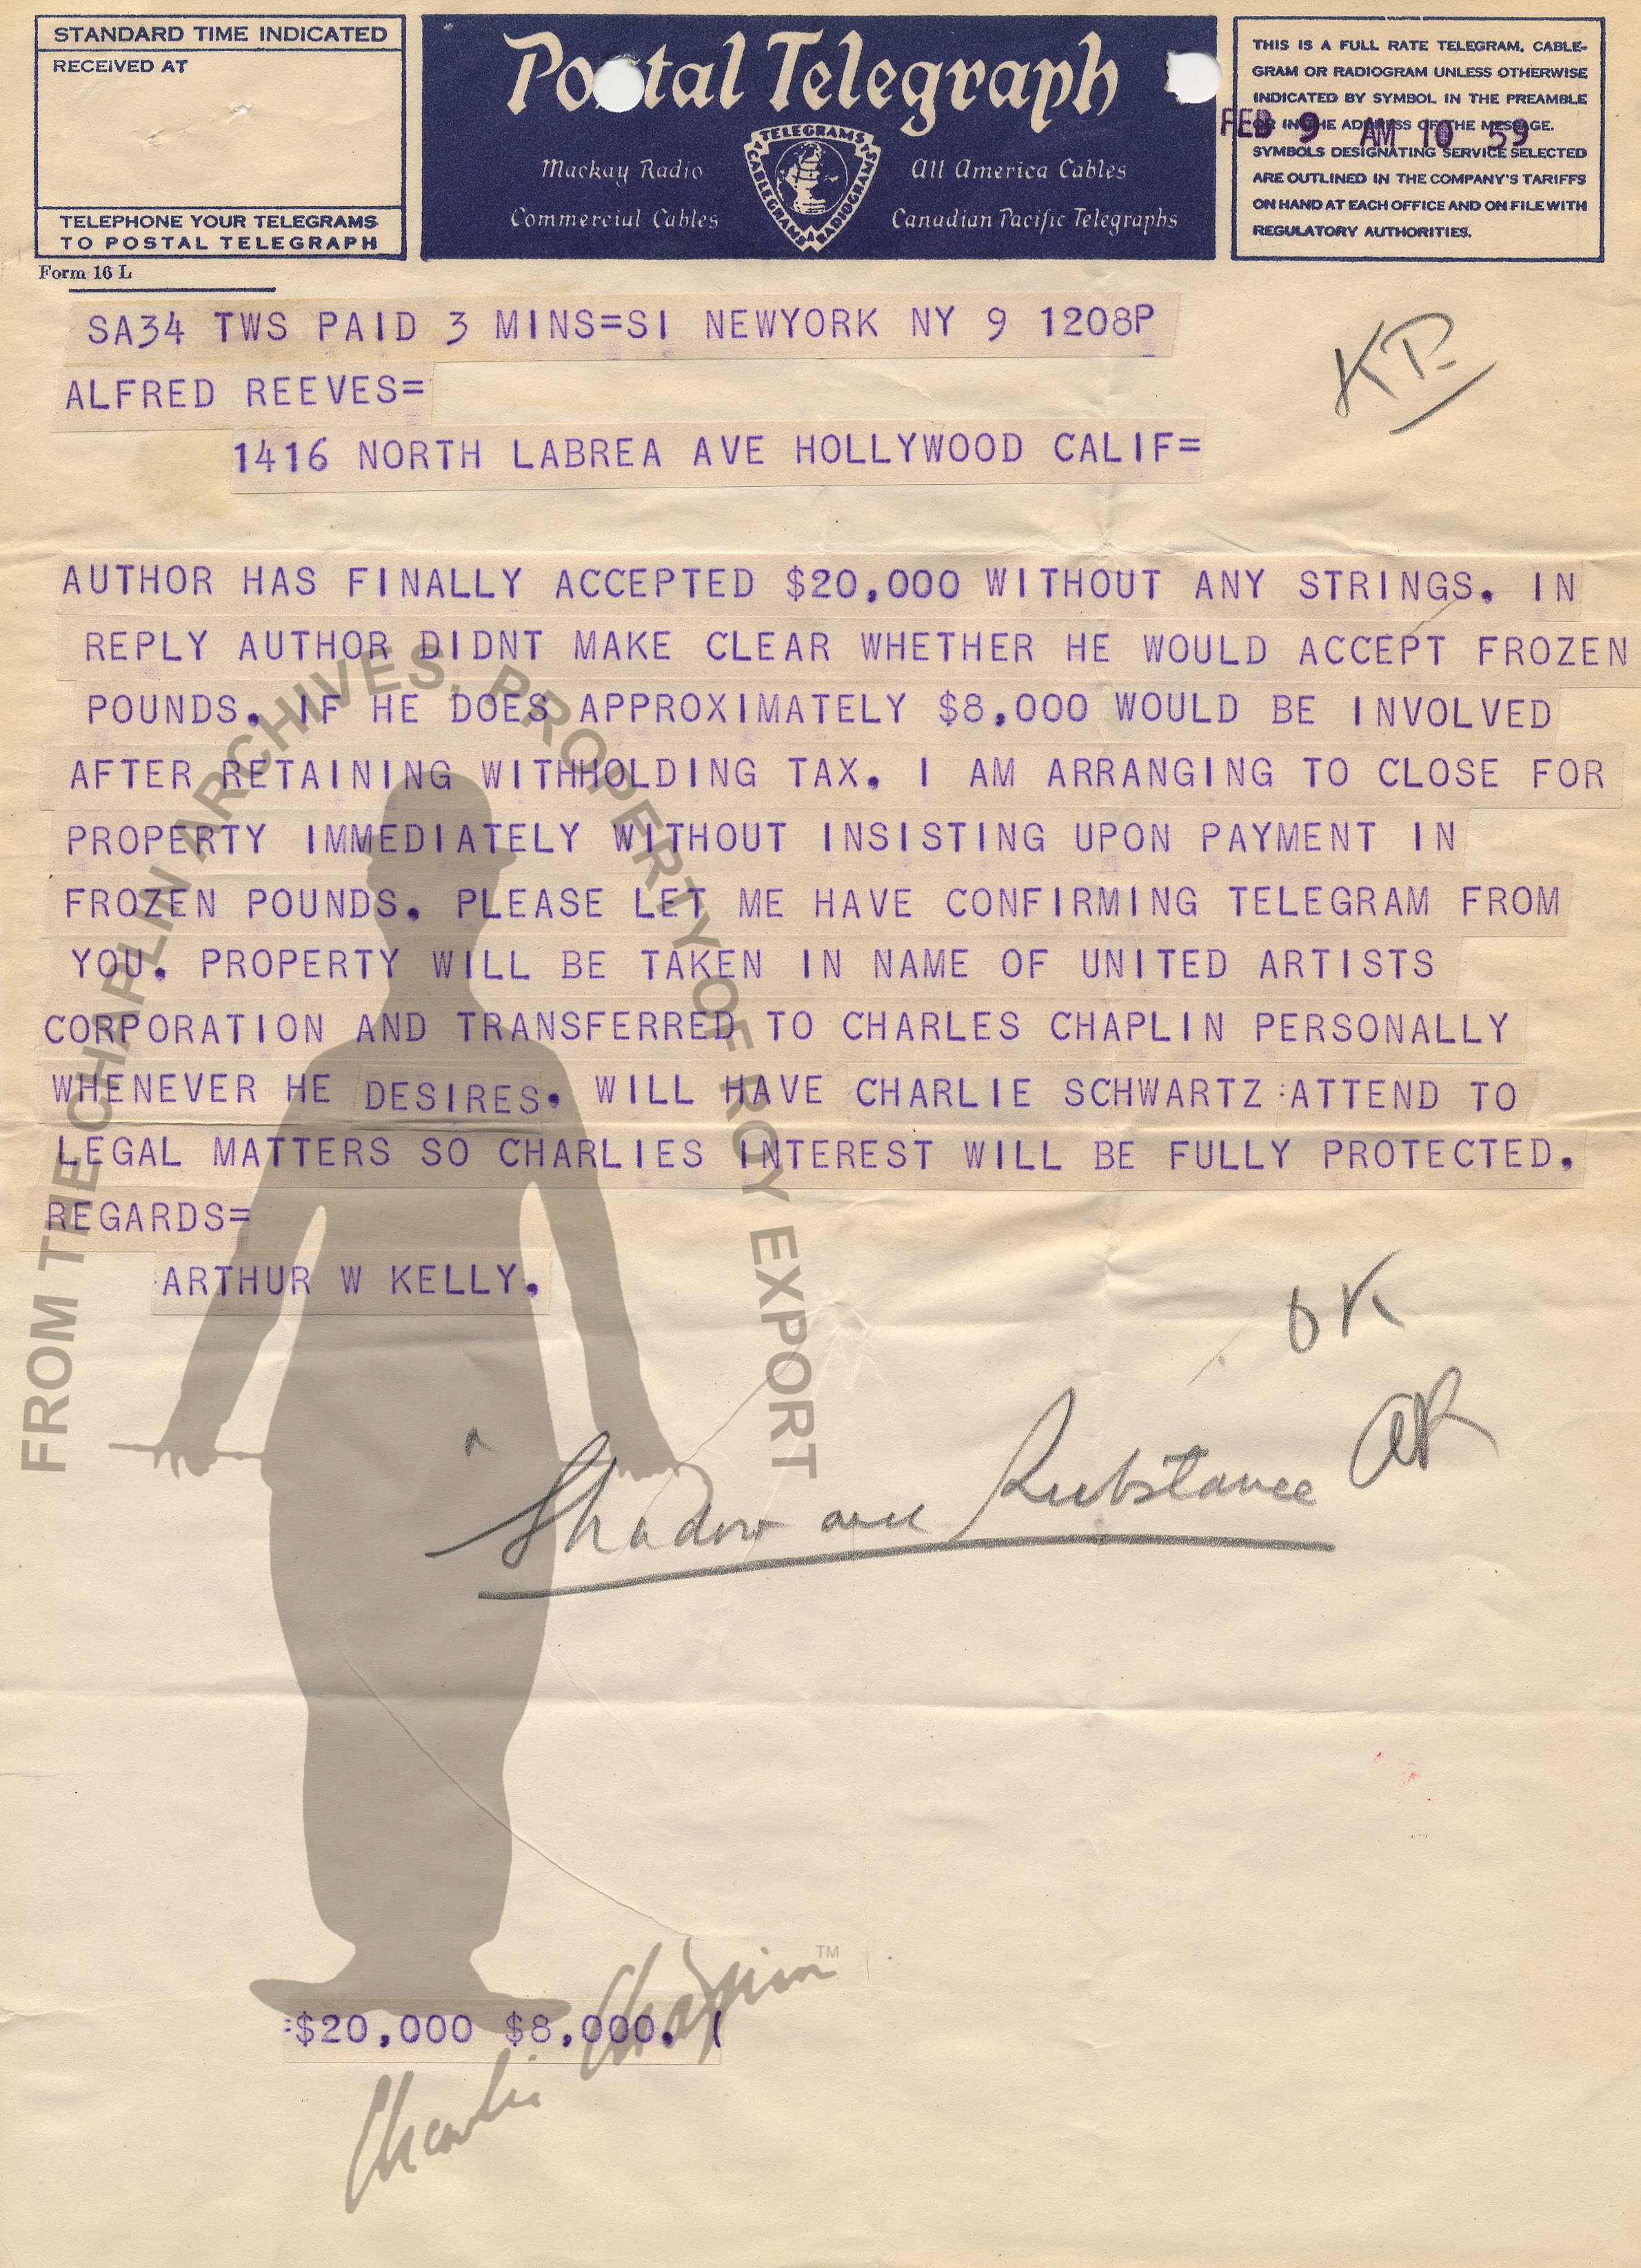 STANDARD TIME INDICATED
RECEIVED AT
TELEPHONE YOUR TELEGRAMS
TO POSTAL TELEGRAPH
Form 16 L
Postal Telegraph
Mackay Radio
Commercial Cables
TELEGRAMS
CABLEGRAMS
RADIOGRAMS
All America Cables
Canadian Pacific Telegraphs
THIS IS A FULL RATE TELEGRAM, CABLE-
GRAM OR RADIOGRAM UNLESS OTHERWISE
INDICATED BY SYMBOL IN THE PREAMBLE
OR IN THE ADDRESS OF THE MESSAGE.
SYMBOLS DESIGNATING SERVICE SELECTED
ARE OUTLINED IN THE COMPANY'S TARIFFS
ON HAND AT EACH OFFICE AND ON FILE WITH
REGULATORY AUTHORITIES.
FEB 9 AM 10 59
SA34 TWS PAID 3 MINS=SI NEWYORK NY 9 1208P
ALFRED REEVES=
1416 NORTH LABREA AVE HOLLYWOOD CALIF=
AUTHOR HAS FINALLY ACCEPTED $20,000 WITHOUT ANY STRINGS. IN
REPLY AUTHOR DIDNT MAKE CLEAR WHETHER HE WOULD ACCEPT FROZEN
POUNDS. IF HE DOES APPROXIMATELY $8,000 WOULD BE INVOLVED
AFTER RETAINING WITHHOLDING TAX. I AM ARRANGING TO CLOSE FOR
PROPERTY IMMEDIATELY WITHOUT INSISTING UPON PAYMENT IN
FROZEN POUNDS. PLEASE LET ME HAVE CONFIRMING TELEGRAM FROM
YOU. PROPERTY WILL BE TAKEN IN NAME OF UNITED ARTISTS
CORPORATION AND TRANSFERRED TO CHARLES CHAPLIN PERSONALLY
WHENEVER HE DESIRES. WILL HAVE CHARLIE SCHWARTZ :ATTEND TO
LEGAL MATTERS SO CHARLIES INTEREST WILL BE FULLY PROTECTED.
REGARDS=
ARTHUR W KELLY.
OK
AR
"Shadow and Substance
=$20,000 $8,000. (
FROM THE CHAPLIN ARCHIVES, PROPERTY OF ROY EXPORT
Charlie Chaplin™